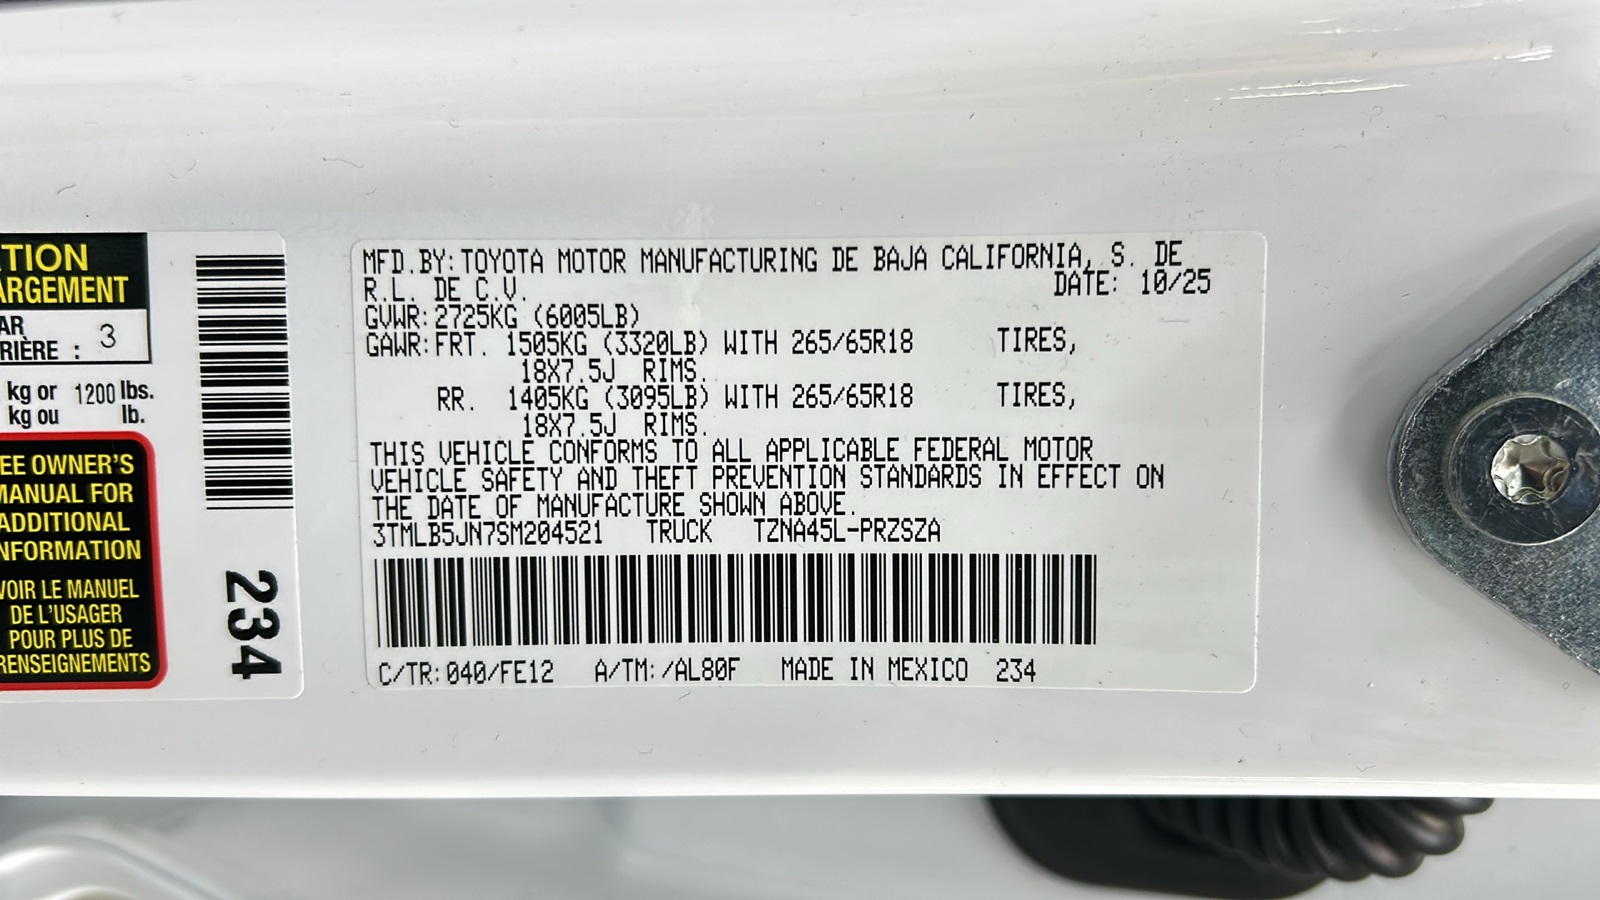 TION
ARGEMENT
AR
RIÈRE : 3
kg or 1200 lbs.
kg ou lb.
EE OWNER'S
MANUAL FOR
ADDITIONAL
NFORMATION
VOIR LE MANUEL
DE L'USAGER
POUR PLUS DE
RENSEIGNEMENTS
234
MFD.BY:TOYOTA MOTOR MANUFACTURING DE BAJA CALIFORNIA, S. DE
R.L. DE C.V. DATE: 10/25
GVWR:2725KG (6005LB)
GAWR:FRT. 1505KG (3320LB) WITH 265/65R18 TIRES,
18X7.5J RIMS.
RR. 1405KG (3095LB) WITH 265/65R18 TIRES,
18X7.5J RIMS.
THIS VEHICLE CONFORMS TO ALL APPLICABLE FEDERAL MOTOR
VEHICLE SAFETY AND THEFT PREVENTION STANDARDS IN EFFECT ON
THE DATE OF MANUFACTURE SHOWN ABOVE.
3TMLB5JN7SM204521 TRUCK TZNA45L-PRZSZA
C/TR:040/FE12 A/TM:/AL80F MADE IN MEXICO 234